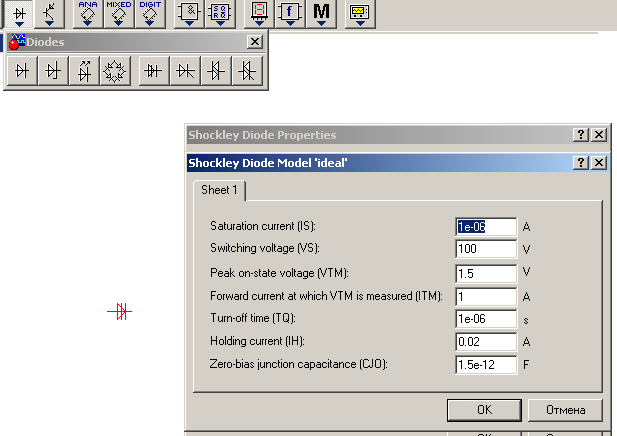 ANA MIXED DIGIT & f M
Diodes
Shockley Diode Properties
Shockley Diode Model 'ideal'
Sheet 1
Saturation current (IS): 1e-06 A
Switching voltage (VS): 100 V
Peak on-state voltage (VTM): 1.5 V
Forward current at which VTM is measured (ITM): 1 A
Turn-off time (TQ): 1e-06 s
Holding current (IH): 0.02 A
Zero-bias junction capacitance (CJO): 1.5e-12 F
OK Отмена